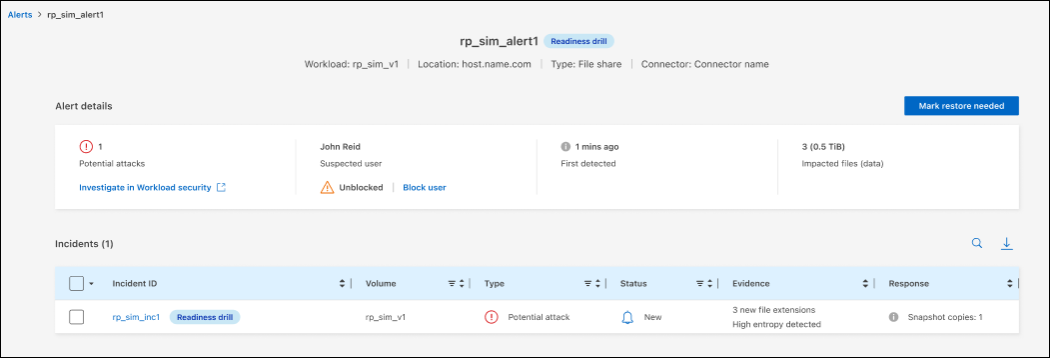 Alerts > rp_sim_alert1
rp_sim_alert1 Readiness drill
Workload: rp_sim_v1 | Location: host.name.com | Type: File share | Connector: Connector name
Alert details Mark restore needed
1 John Reid 1 mins ago 3 (0.5 TiB)
Potential attacks Suspected user First detected Impacted files (data)
Investigate in Workload security Unblocked | Block user
Incidents (1)
Incident ID Volume Type Status Evidence Response
rp_sim_inc1 Readiness drill rp_sim_v1 Potential attack New 3 new file extensions Snapshot copies: 1
High entropy detected